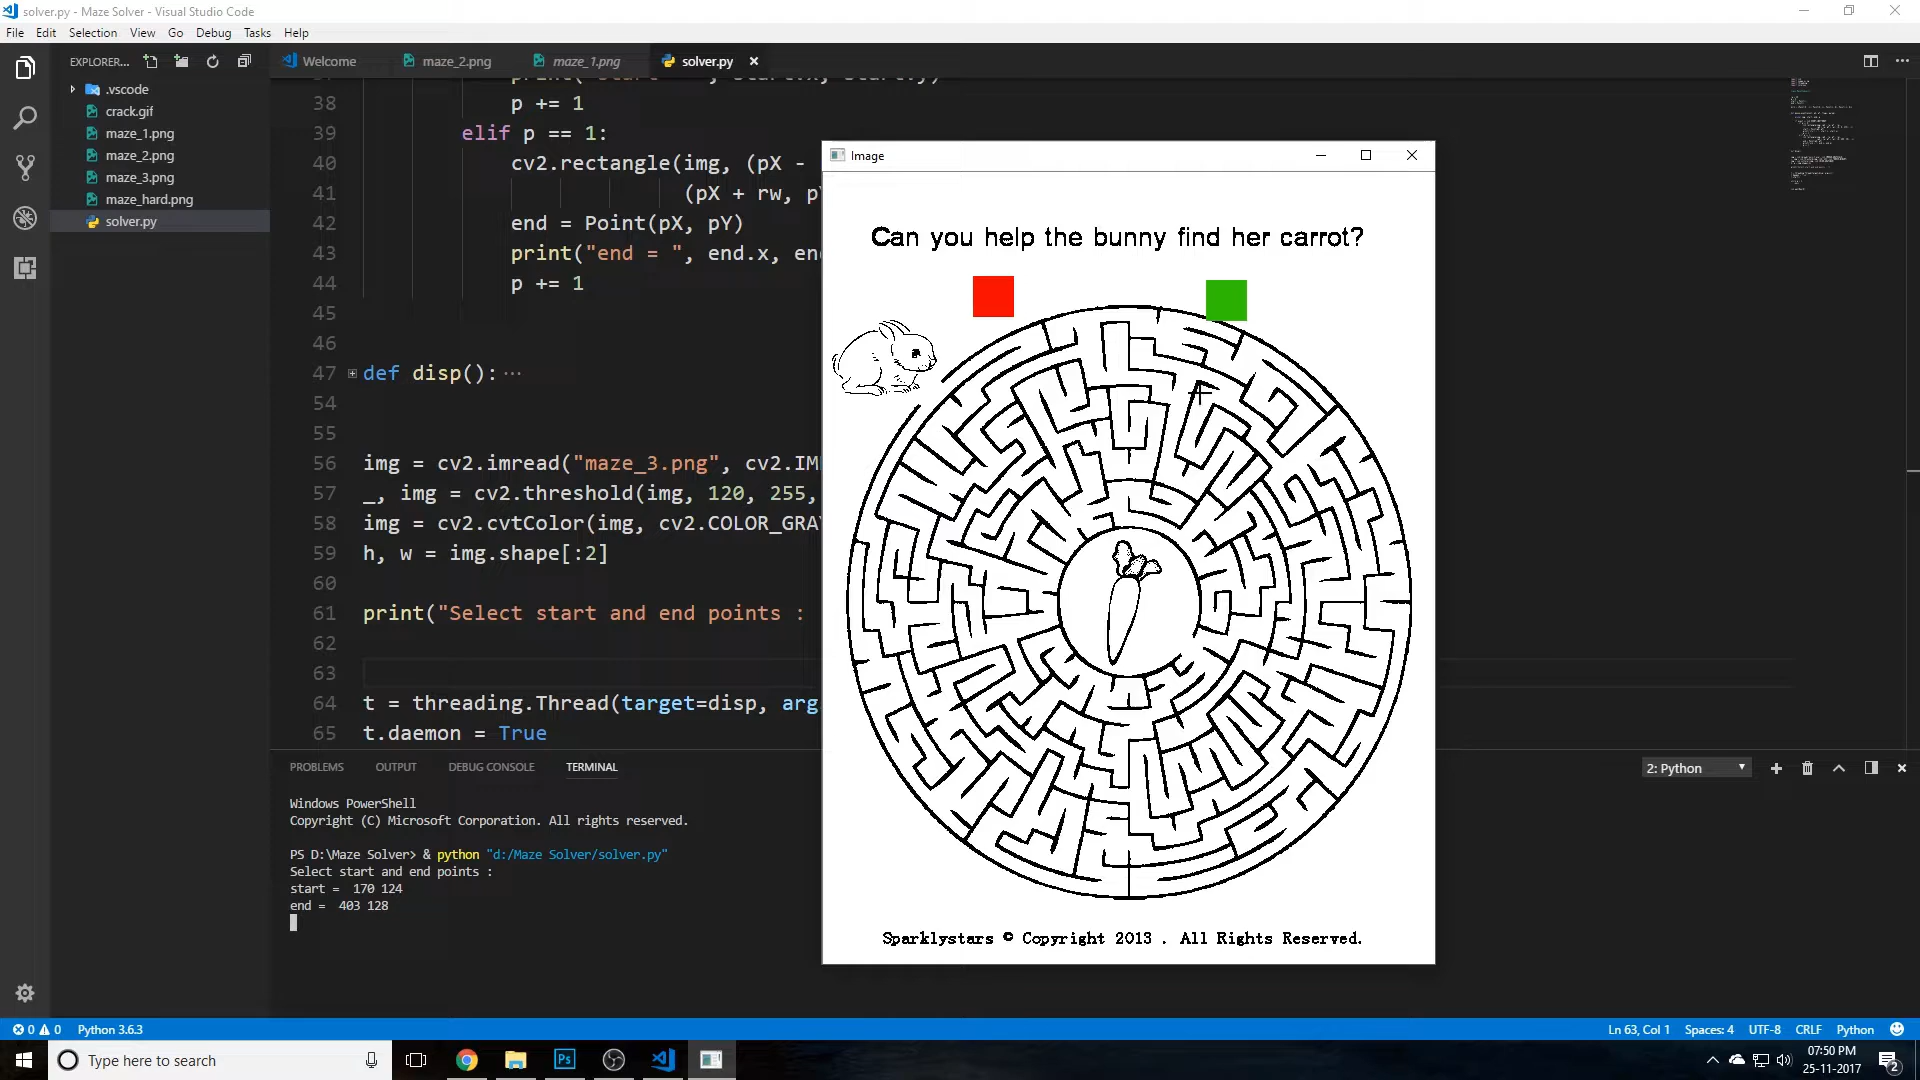 solver.py - Maze Solver - Visual Studio Code
File Edit Selection View Go Debug Tasks Help
EXPLORER...
Welcome maze_2.png maze_1.png solver.py
.vscode
crack.gif
maze_1.png
maze_2.png
maze_3.png
maze_hard.png
solver.py
38 p += 1
39 elif p == 1:
40 cv2.rectangle(img, (pX -
41 (pX + rw, p
42 end = Point(pX, pY)
43 print("end = ", end.x, en
44 p += 1
45
46
47 def disp(): ...
54
55
56 img = cv2.imread("maze_3.png", cv2.IM
57 _, img = cv2.threshold(img, 120, 255,
58 img = cv2.cvtColor(img, cv2.COLOR_GRA
59 h, w = img.shape[:2]
60
61 print("Select start and end points :
62
63
64 t = threading.Thread(target=disp, arg
65 t.daemon = True
PROBLEMS OUTPUT DEBUG CONSOLE TERMINAL
2: Python
Windows PowerShell
Copyright (C) Microsoft Corporation. All rights reserved.
PS D:\Maze Solver> & python "d:/Maze Solver/solver.py"
Select start and end points :
start =  170 124
end =  403 128
Image
Can you help the bunny find her carrot?
Sparklystars © Copyright 2013 . All Rights Reserved.
0 0 Python 3.6.3
Ln 63, Col 1 Spaces: 4 UTF-8 CRLF Python
Type here to search
Ps
07:50 PM
25-11-2017
2